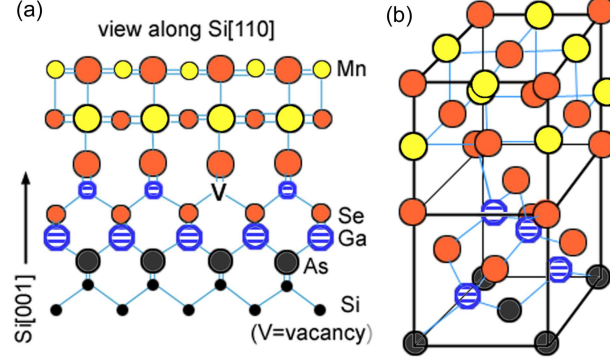 (a)
view along Si[110]
Mn
V
Se
Ga
As
Si
(V=vacancy)
Si[001]
(b)